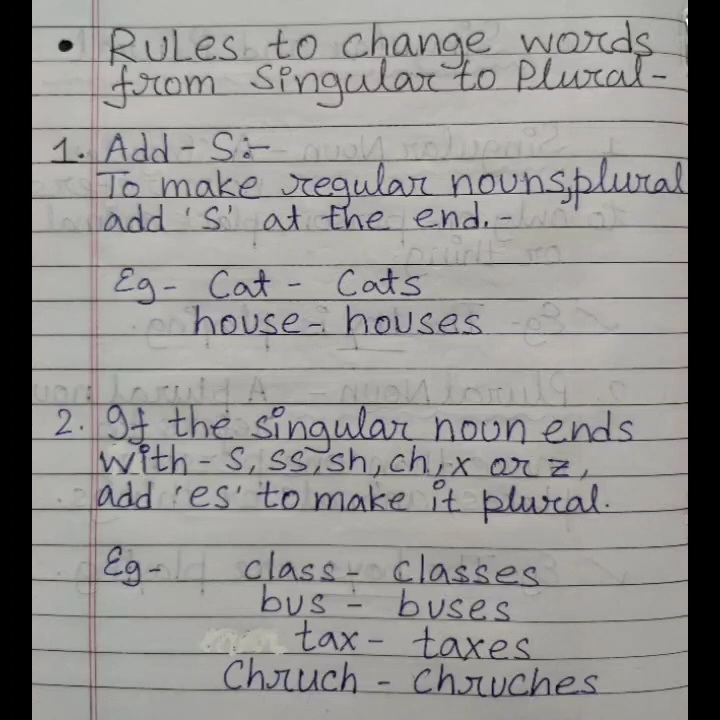 • Rules to change words
from Singular to Plural-
1. Add - S:-
To make regular nouns, plural
add 's' at the end.-
Eg - Cat - Cats
house - houses
2. If the singular noun ends
with - s, ss, sh, ch, x or z,
add 'es' to make it plural.
Eg - class - classes
bus - buses
tax - taxes
Chruch - Chruches